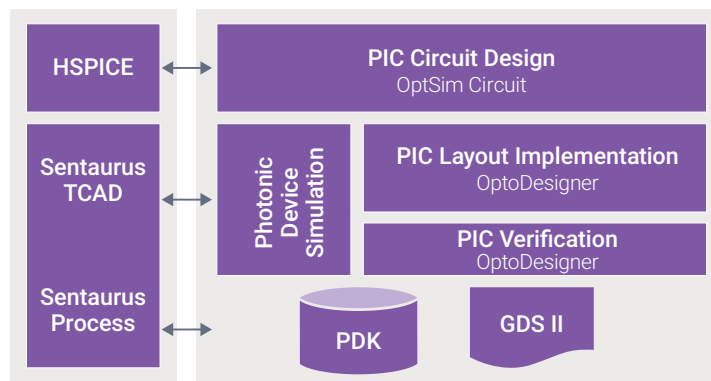 HSPICE
PIC Circuit Design
OptSim Circuit
Sentaurus
TCAD
Photonic
Device
Simulation
PIC Layout Implementation
OptoDesigner
PIC Verification
OptoDesigner
Sentaurus
Process
PDK
GDS II